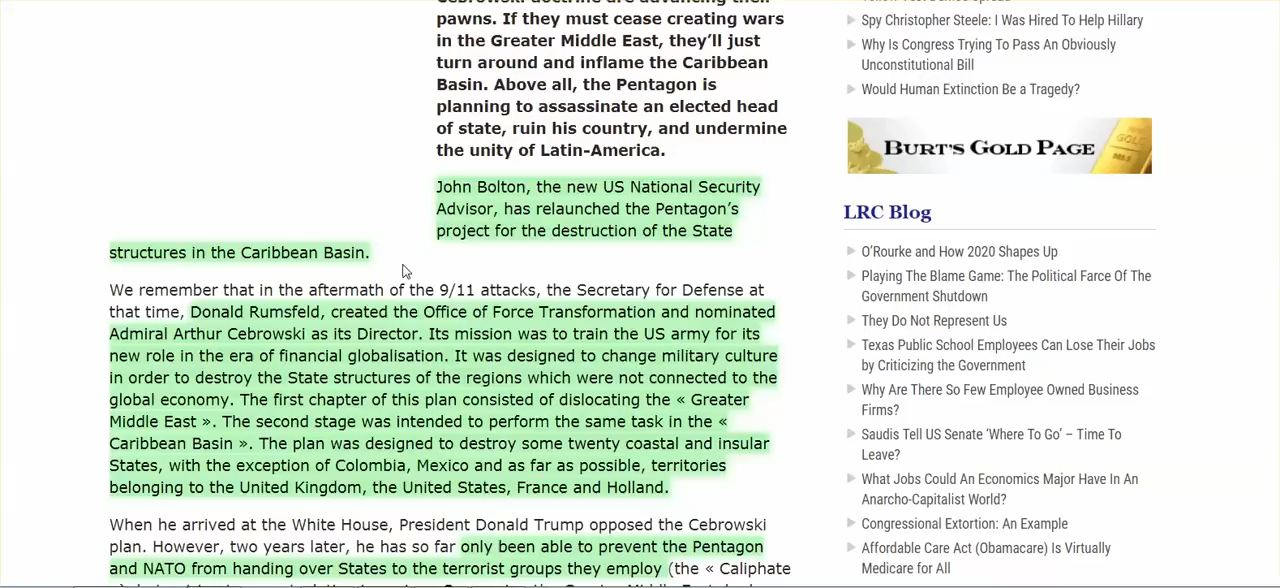 Cebrowski doctrine are advancing their
pawns. If they must cease creating wars
in the Greater Middle East, they’ll just
turn around and inflame the Caribbean
Basin. Above all, the Pentagon is
planning to assassinate an elected head
of state, ruin his country, and undermine
the unity of Latin-America.
John Bolton, the new US National Security
Advisor, has relaunched the Pentagon’s
project for the destruction of the State
structures in the Caribbean Basin.
We remember that in the aftermath of the 9/11 attacks, the Secretary for Defense at
that time, Donald Rumsfeld, created the Office of Force Transformation and nominated
Admiral Arthur Cebrowski as its Director. Its mission was to train the US army for its
new role in the era of financial globalisation. It was designed to change military culture
in order to destroy the State structures of the regions which were not connected to the
global economy. The first chapter of this plan consisted of dislocating the « Greater
Middle East ». The second stage was intended to perform the same task in the «
Caribbean Basin ». The plan was designed to destroy some twenty coastal and insular
States, with the exception of Colombia, Mexico and as far as possible, territories
belonging to the United Kingdom, the United States, France and Holland.
When he arrived at the White House, President Donald Trump opposed the Cebrowski
plan. However, two years later, he has so far only been able to prevent the Pentagon
and NATO from handing over States to the terrorist groups they employ (the « Caliphate
Spy Christopher Steele: I Was Hired To Help Hillary
Why Is Congress Trying To Pass An Obviously
Unconstitutional Bill
Would Human Extinction Be a Tragedy?
BURT'S GOLD PAGE
LRC Blog
O’Rourke and How 2020 Shapes Up
Playing The Blame Game: The Political Farce Of The
Government Shutdown
They Do Not Represent Us
Texas Public School Employees Can Lose Their Jobs
by Criticizing the Government
Why Are There So Few Employee Owned Business
Firms?
Saudis Tell US Senate ‘Where To Go’ – Time To
Leave?
What Jobs Could An Economics Major Have In An
Anarcho-Capitalist World?
Congressional Extortion: An Example
Affordable Care Act (Obamacare) Is Virtually
Medicare for All